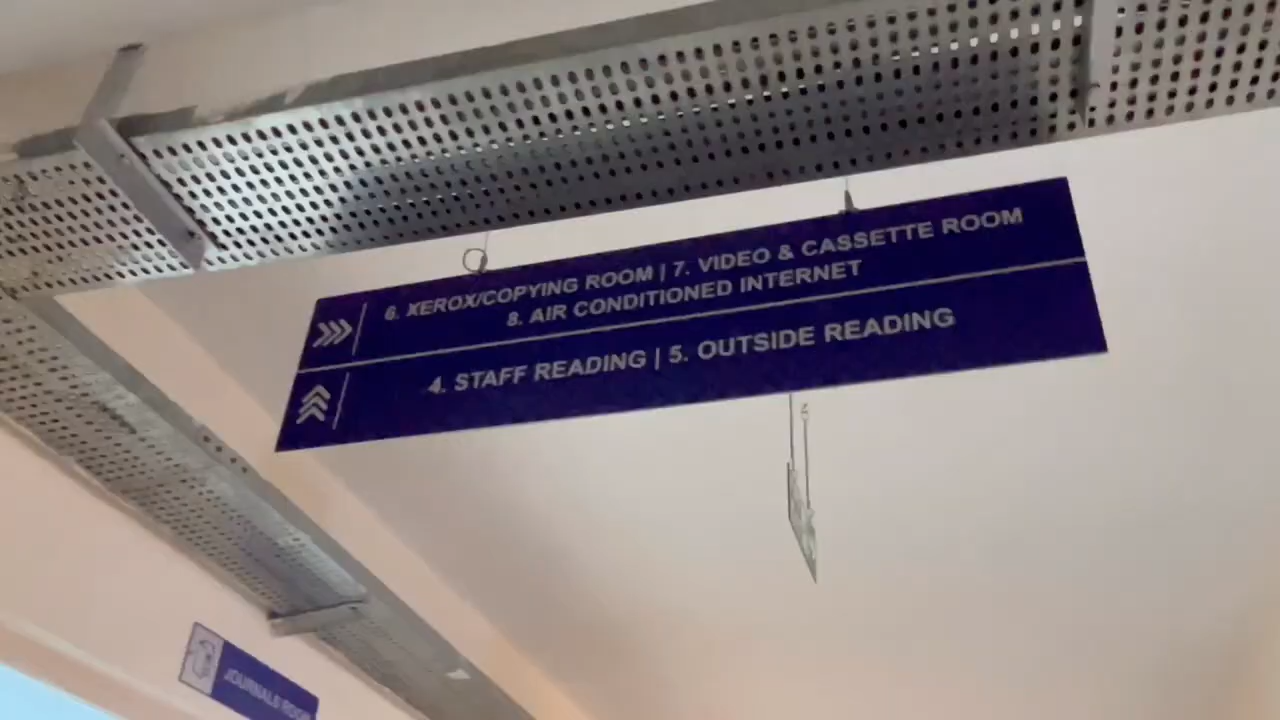 6. XEROX/COPYING ROOM | 7. VIDEO & CASSETTE ROOM
8. AIR CONDITIONED INTERNET
4. STAFF READING | 5. OUTSIDE READING
JOURNALS ROOM